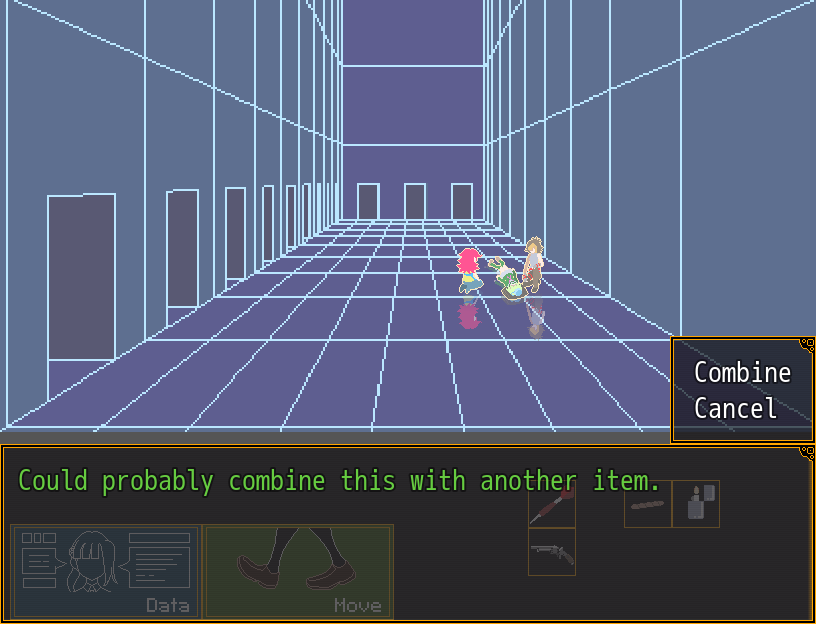 Combine
Cancel
Could probably combine this with another item.
Data
Move